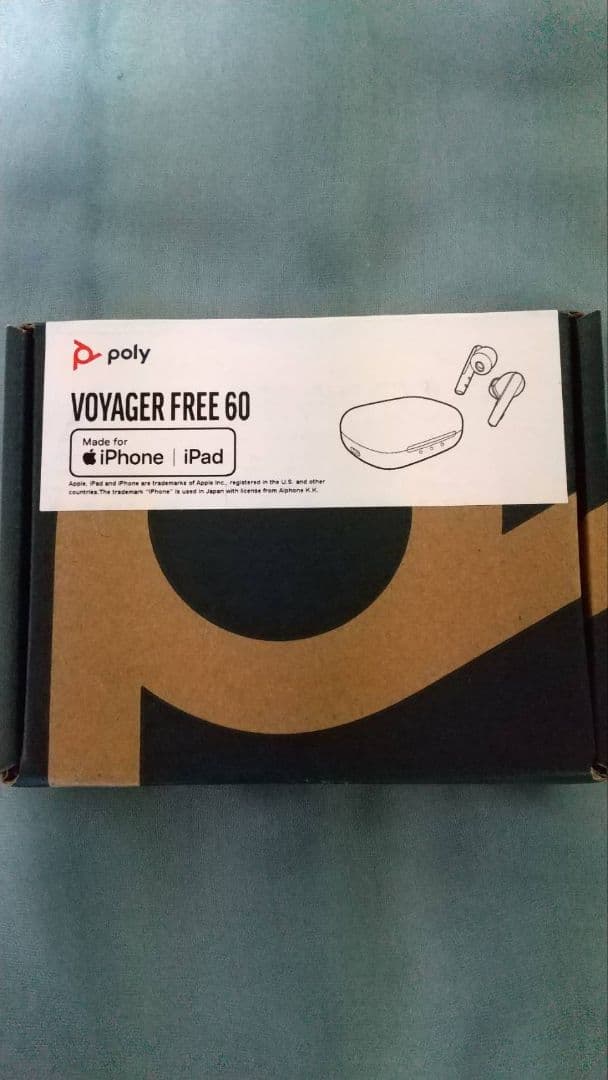 poly
VOYAGER FREE 60
Made for
iPhone | iPad
Apple, iPad and iPhone are trademarks of Apple Inc., registered in the U.S. and other
countries. The trademark "iPhone" is used in Japan with license from Aiphone K.K.